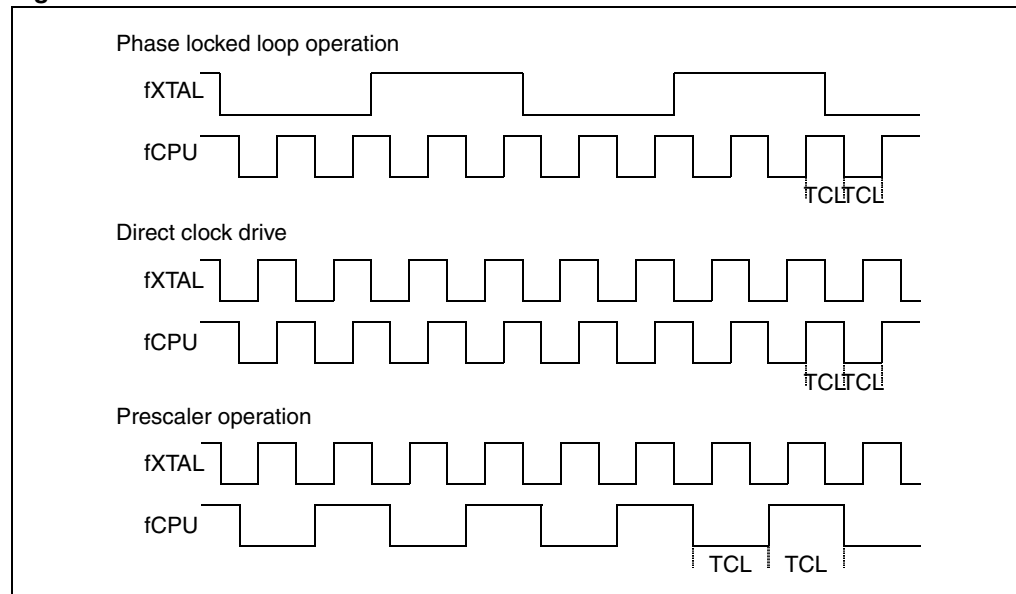 Phase locked loop operation
fXTAL
fCPU
TCL TCL
Direct clock drive
fXTAL
fCPU
TCL TCL
Prescaler operation
fXTAL
fCPU
TCL TCL